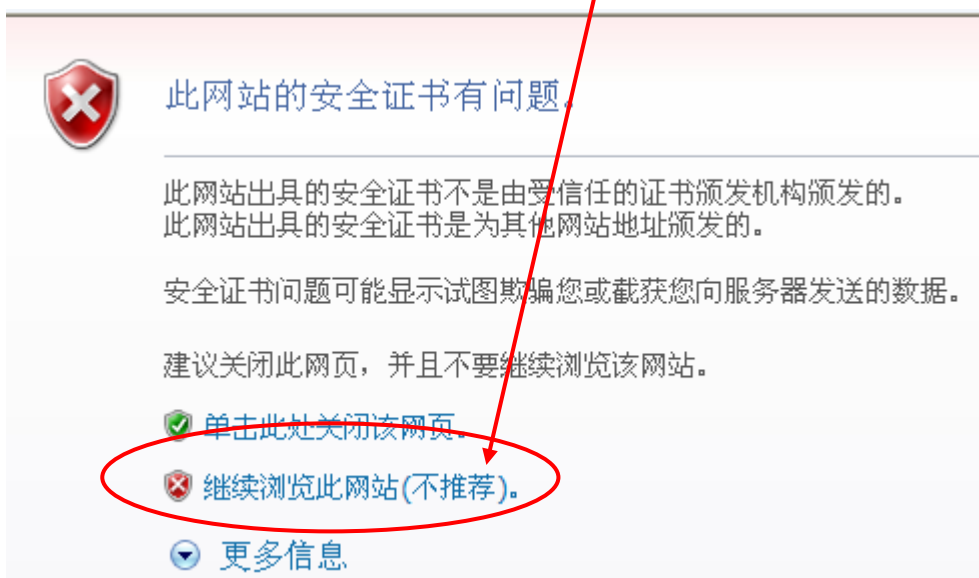 此网站的安全证书有问题。
此网站出具的安全证书不是由受信任的证书颁发机构颁发的。
此网站出具的安全证书是为其他网站地址颁发的。
安全证书问题可能显示试图欺骗您或截获您向服务器发送的数据。
建议关闭此网页，并且不要继续浏览该网站。
单击此处关闭该网页。
继续浏览此网站(不推荐)。
更多信息